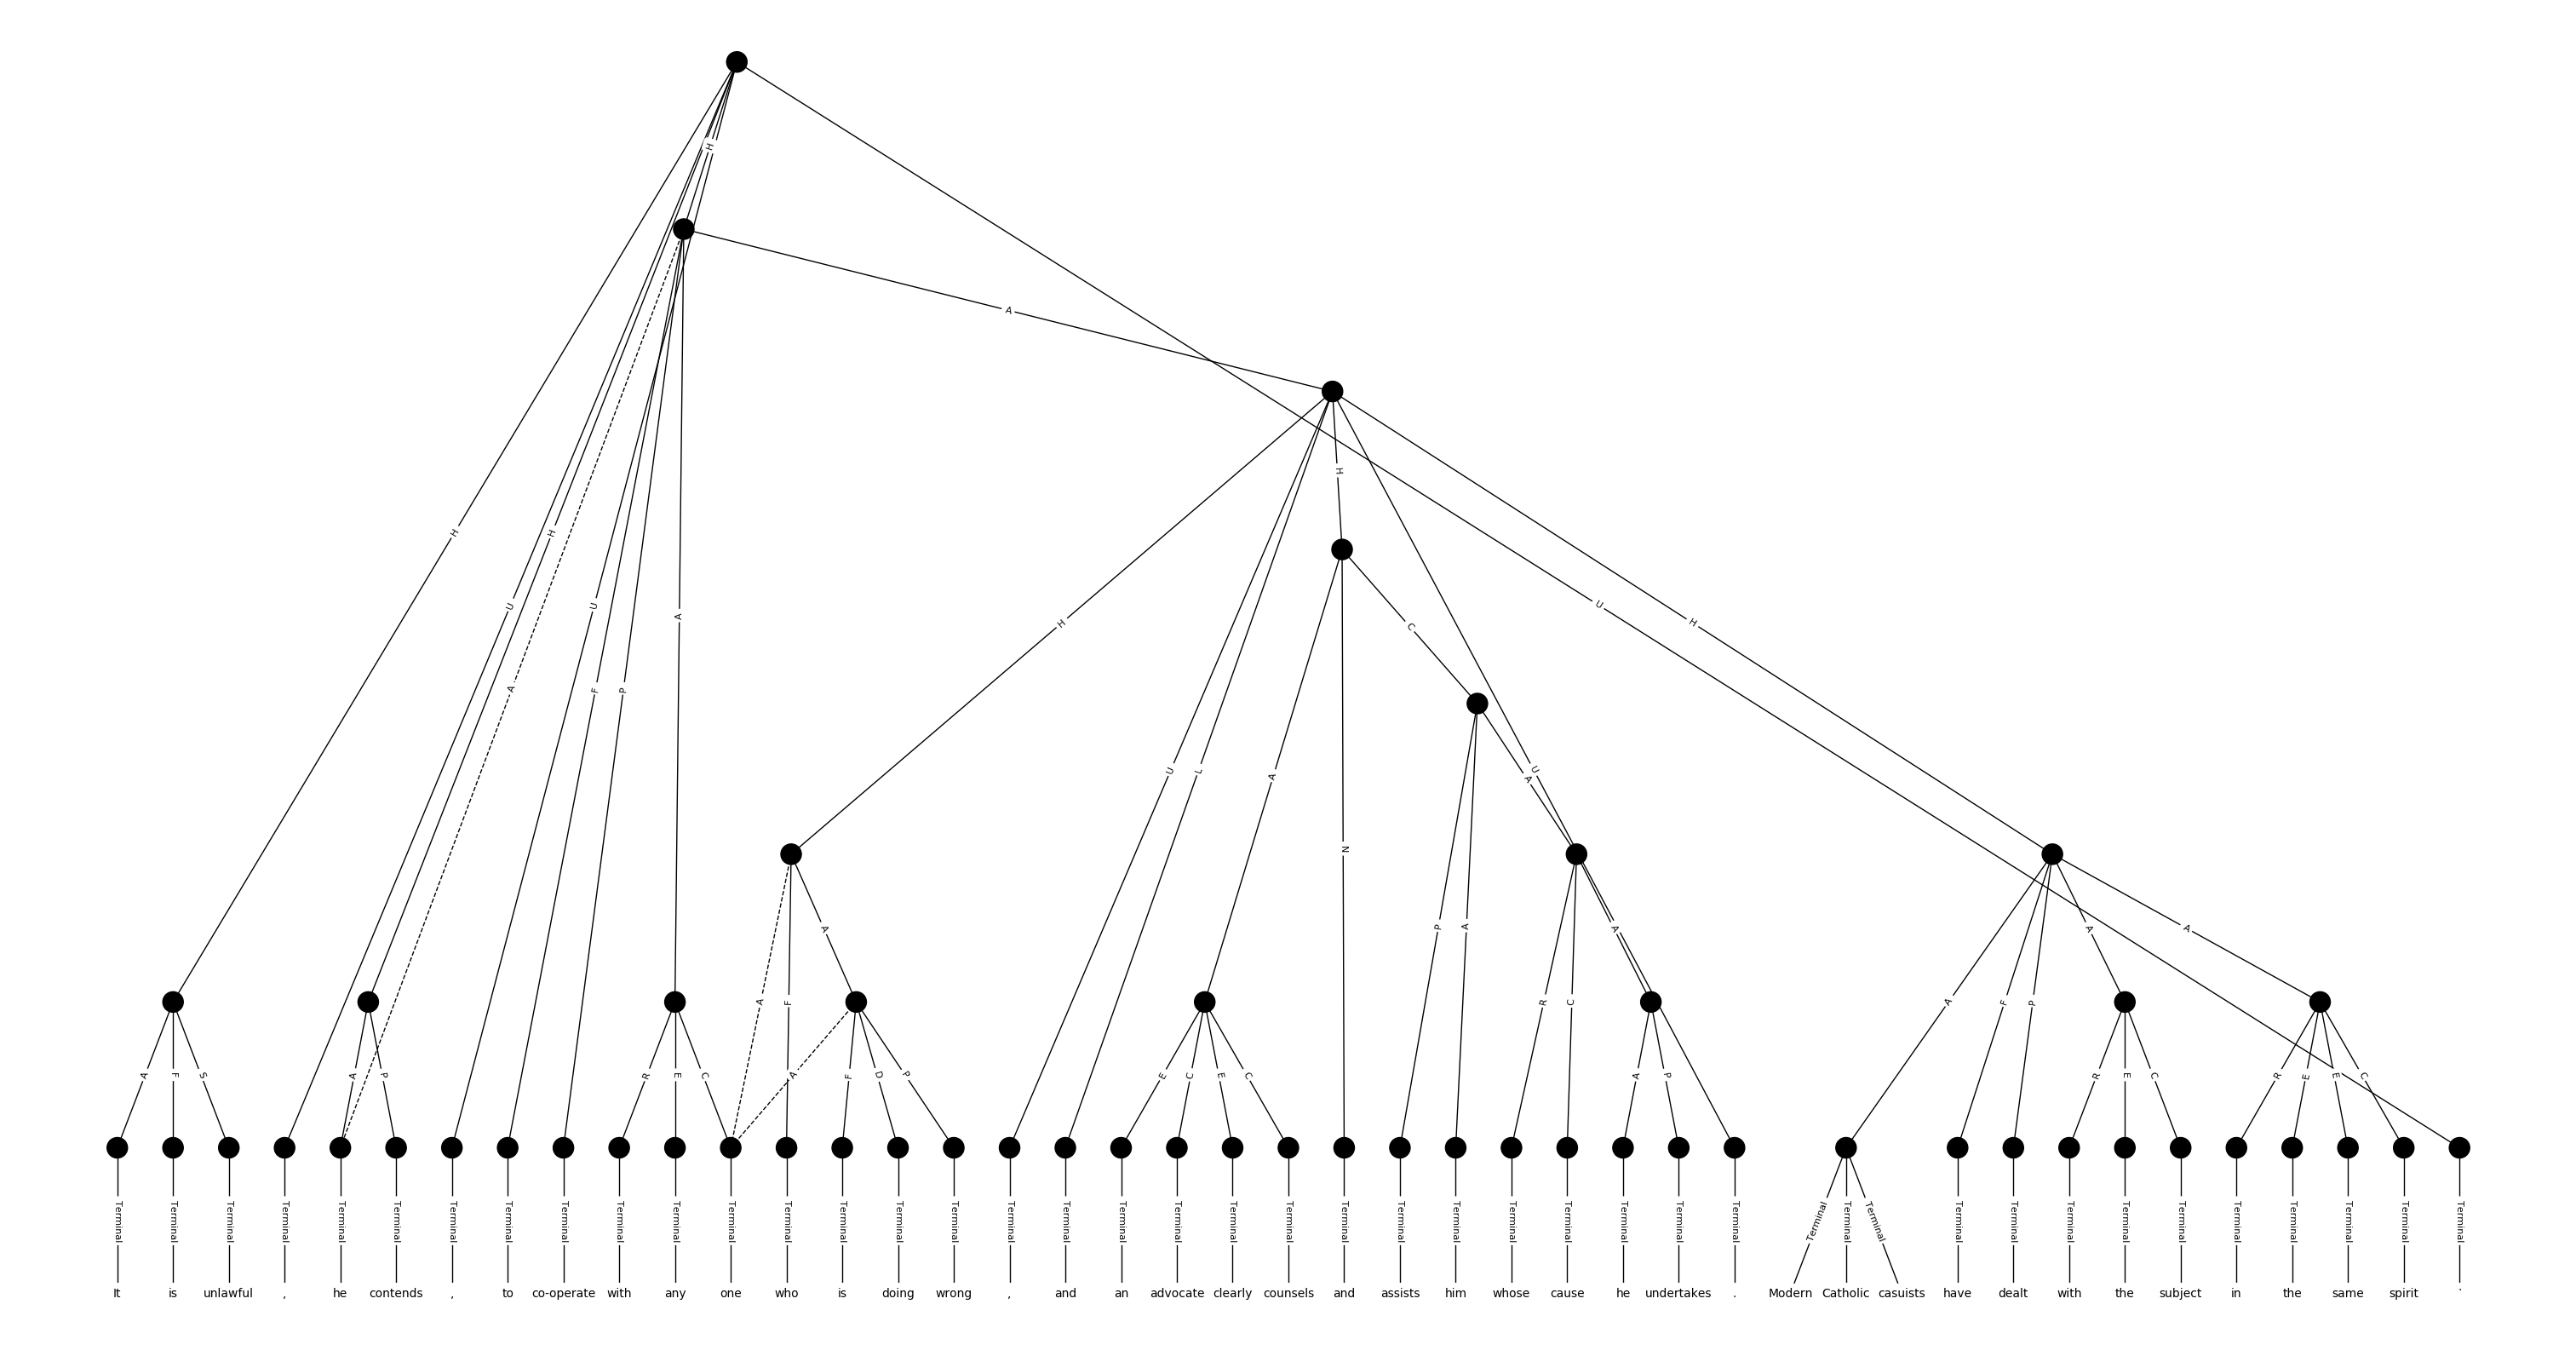 H
A
H
H
U
H
U
H
U
A
F
P
A
H
C
U
L
A
U
A
N
P
A
A
A
F
A
R
C
A
A
F
P
A
A
A
F
S
A
P
R
E
C
A
F
D
P
E
C
E
C
A
P
R
E
C
R
E
E
C
Terminal Terminal Terminal Terminal Terminal Terminal Terminal Terminal Terminal Terminal Terminal Terminal Terminal Terminal Terminal Terminal Terminal Terminal Terminal Terminal Terminal Terminal Terminal Terminal Terminal Terminal Terminal Terminal Terminal Terminal Terminal Terminal Terminal Terminal Terminal Terminal Terminal Terminal Terminal Terminal Terminal Terminal Terminal
It is unlawful , he contends , to co-operate with any one who is doing wrong , and an advocate clearly counsels and assists him whose cause he undertakes . Modern Catholic casuists have dealt with the subject in the same spirit .